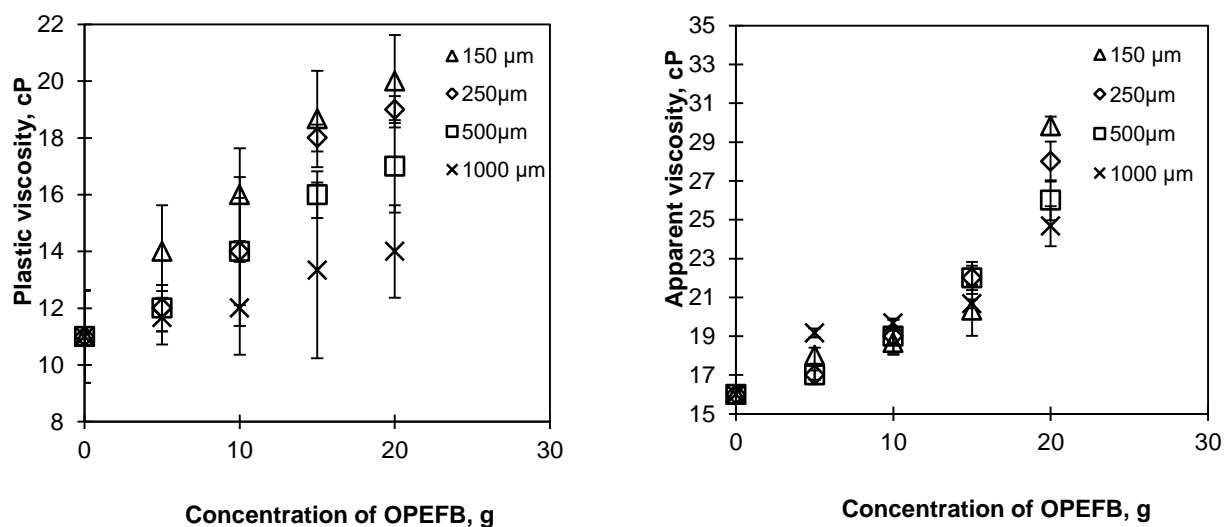 22
20
18
16
14
12
10
8
0
10
20
30
Plastic viscosity, cP
Concentration of OPEFB, g
150 µm
250µm
500µm
1000 µm
35
33
31
29
27
25
23
21
19
17
15
0
10
20
30
Apparent viscosity, cP
Concentration of OPEFB, g
150 µm
250µm
500µm
1000 µm